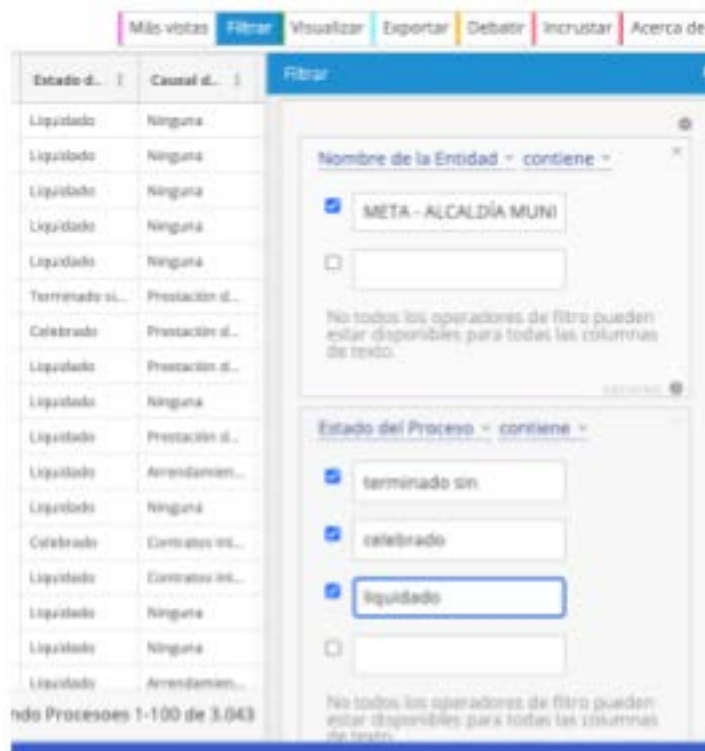 Más vistas Filtrar Visualizar Exportar Debatir Incrustar Acerca de
Estado d... Causal d...
Filtrar
Liquidado Ninguna
Liquidado Ninguna
Liquidado Ninguna
Liquidado Ninguna
Liquidado Ninguna
Terminado si... Prestación d...
Celebrado Prestación d...
Liquidado Prestación d...
Liquidado Ninguna
Liquidado Prestación d...
Liquidado Arrendamien...
Liquidado Ninguna
Celebrado Contratos Int...
Liquidado Contratos Int...
Liquidado Ninguna
Liquidado Ninguna
Liquidado Arrendamien...
ndo Procesoes 1-100 de 3.043
Nombre de la Entidad contiene
META - ALCALDÍA MUNI
No todos los operadores de filtro pueden
estar disponibles para todas las columnas
de texto.
Estado del Proceso contiene
terminado sin
celebrado
liquidado
No todos los operadores de filtro pueden
estar disponibles para todas las columnas
de texto.